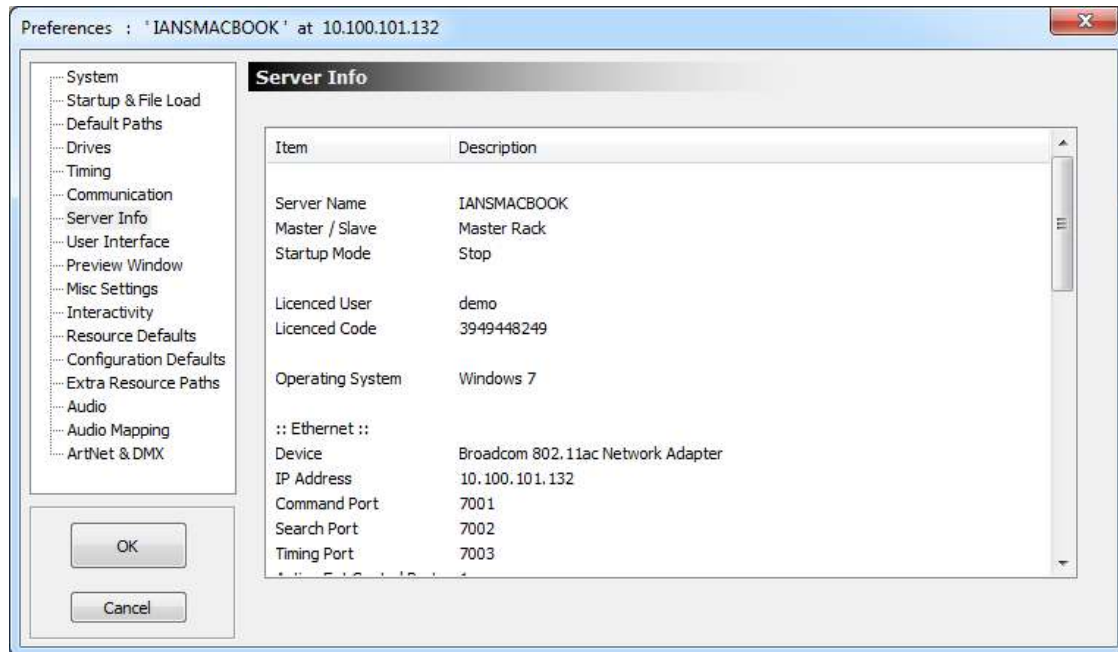 Preferences : 'IANSMACBOOK' at 10.100.101.132
System
Startup & File Load
Default Paths
Drives
Timing
Communication
Server Info
User Interface
Preview Window
Misc Settings
Interactivity
Resource Defaults
Configuration Defaults
Extra Resource Paths
Audio
Audio Mapping
ArtNet & DMX
OK
Cancel
Server Info
Item Description
Server Name IANSMACBOOK
Master / Slave Master Rack
Startup Mode Stop
Licenced User demo
Licenced Code 3949448249
Operating System Windows 7
:: Ethernet ::
Device Broadcom 802.11ac Network Adapter
IP Address 10.100.101.132
Command Port 7001
Search Port 7002
Timing Port 7003